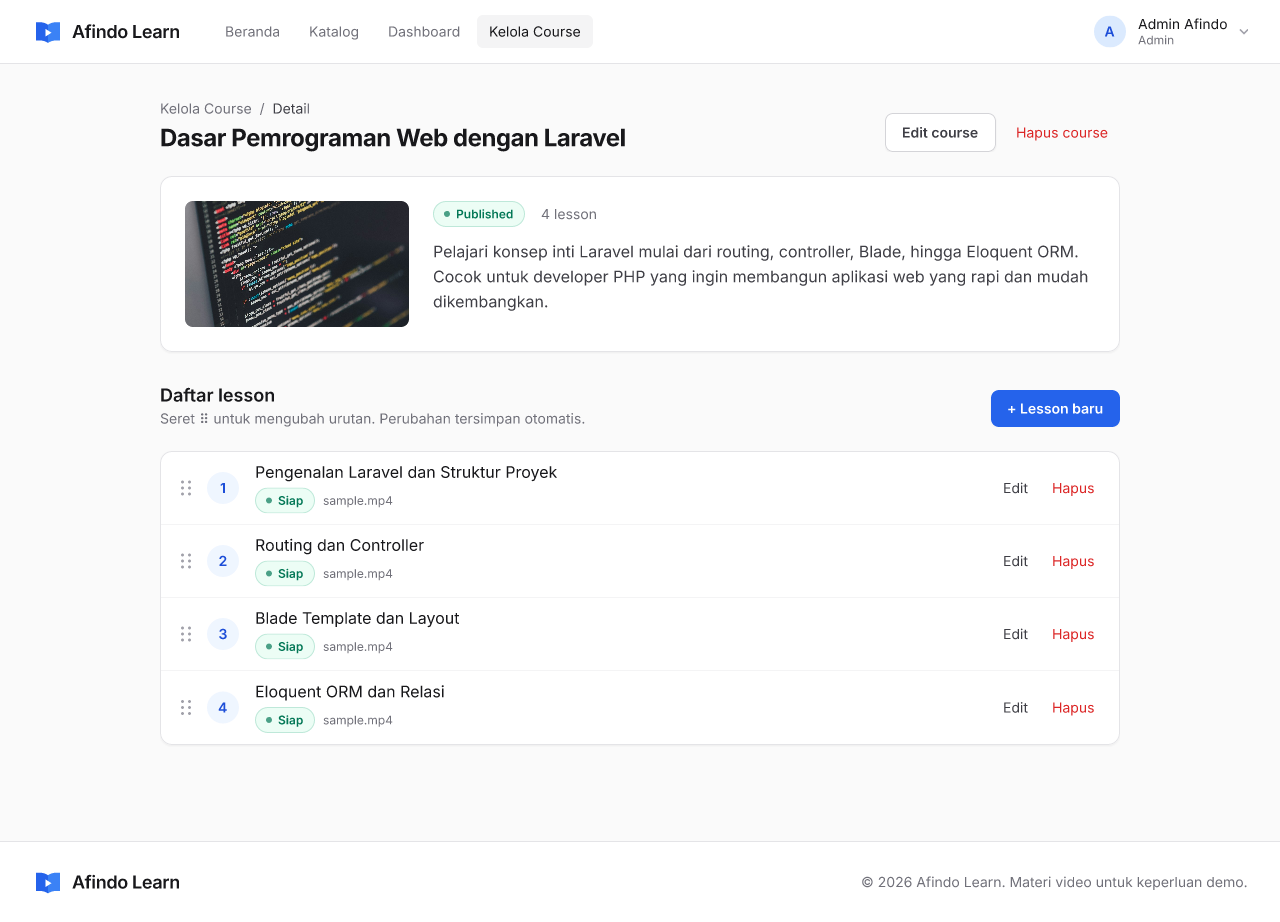 Afindo Learn
Beranda
Katalog
Dashboard
Kelola Course
A
Admin Afindo
Admin
Kelola Course / Detail
Dasar Pemrograman Web dengan Laravel
Edit course
Hapus course
Published
4 lesson
Pelajari konsep inti Laravel mulai dari routing, controller, Blade, hingga Eloquent ORM.
Cocok untuk developer PHP yang ingin membangun aplikasi web yang rapi dan mudah
dikembangkan.
Daftar lesson
Seret ⠿ untuk mengubah urutan. Perubahan tersimpan otomatis.
+ Lesson baru
1
Pengenalan Laravel dan Struktur Proyek
Siap
sample.mp4
Edit
Hapus
2
Routing dan Controller
Siap
sample.mp4
Edit
Hapus
3
Blade Template dan Layout
Siap
sample.mp4
Edit
Hapus
4
Eloquent ORM dan Relasi
Siap
sample.mp4
Edit
Hapus
Afindo Learn
© 2026 Afindo Learn. Materi video untuk keperluan demo.